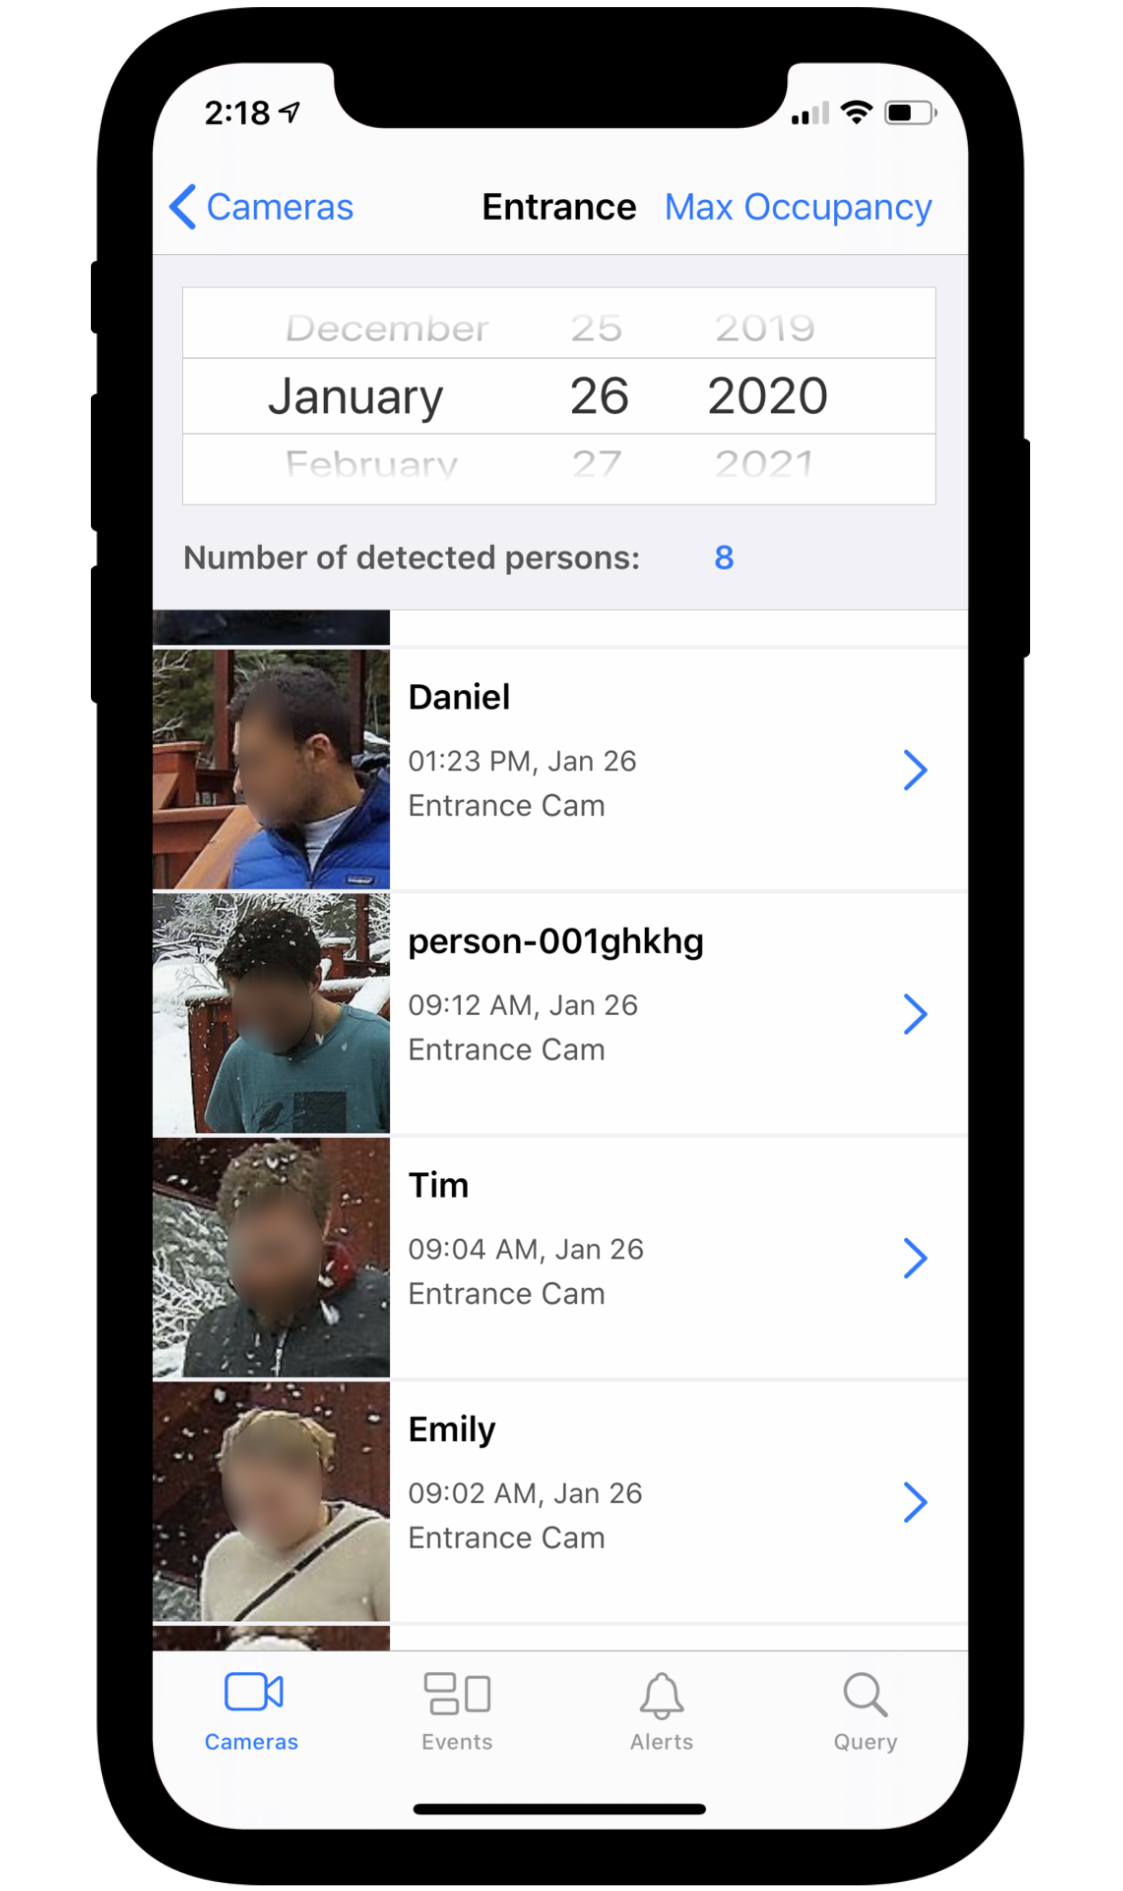 2:18
Cameras Entrance Max Occupancy
December 25 2019
January 26 2020
February 27 2021
Number of detected persons: 8
Daniel
01:23 PM, Jan 26
Entrance Cam
person-001ghkhg
09:12 AM, Jan 26
Entrance Cam
Tim
09:04 AM, Jan 26
Entrance Cam
Emily
09:02 AM, Jan 26
Entrance Cam
Cameras Events Alerts Query